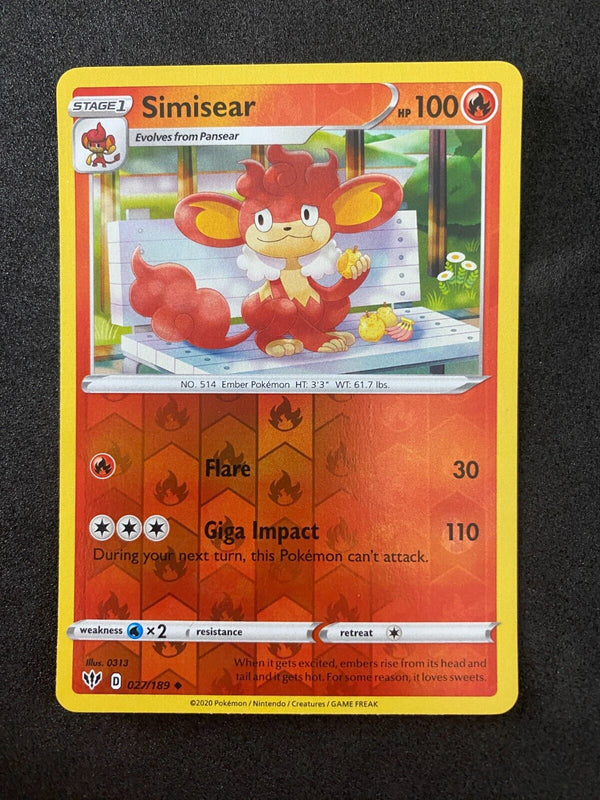 STAGE 1 Simisear HP 100
Evolves from Pansear
NO. 514 Ember Pokémon HT: 3'3" WT: 61.7 lbs.
Flare 30
Giga Impact 110
During your next turn, this Pokémon can't attack.
weakness ×2 resistance retreat
Illus. 0313
When it gets excited, embers rise from its head and
tail and it gets hot. For some reason, it loves sweets.
D 027/189
©2020 Pokémon / Nintendo / Creatures / GAME FREAK